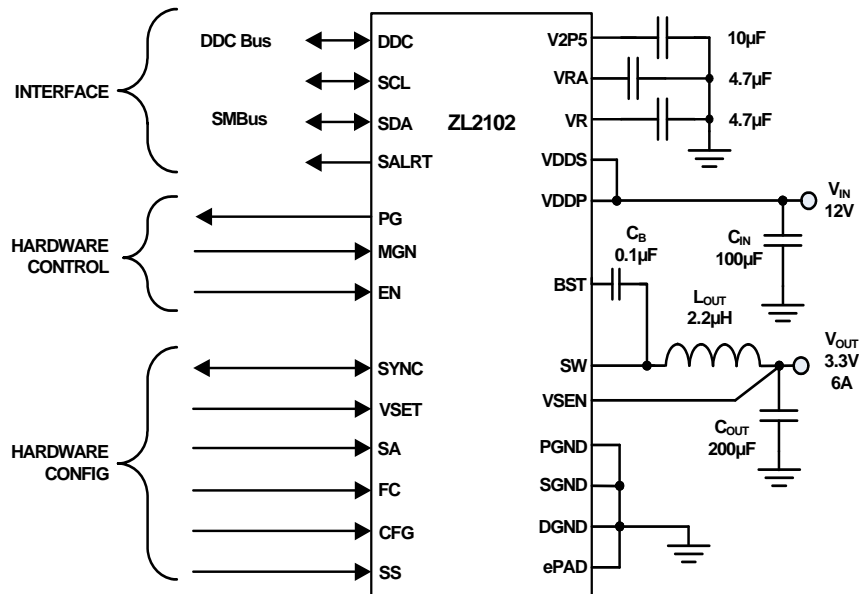 DDC Bus
DDC
SCL
INTERFACE
SMBus
SDA
SALRT
PG
HARDWARE
CONTROL
MGN
EN
SYNC
VSET
SA
HARDWARE
CONFIG
FC
CFG
SS
ZL2102
V2P5
10µF
VRA
4.7µF
VR
4.7µF
VDDS
VDDP
VIN
12V
CIN
100µF
CB
0.1µF
BST
LOUT
2.2µH
SW
VOUT
3.3V
6A
VSEN
COUT
200µF
PGND
SGND
DGND
ePAD